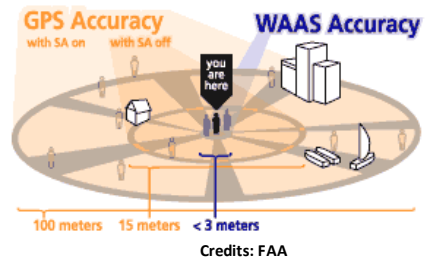 GPS Accuracy
with SA on with SA off
WAAS Accuracy
you
are
here
100 meters 15 meters < 3 meters
Credits: FAA